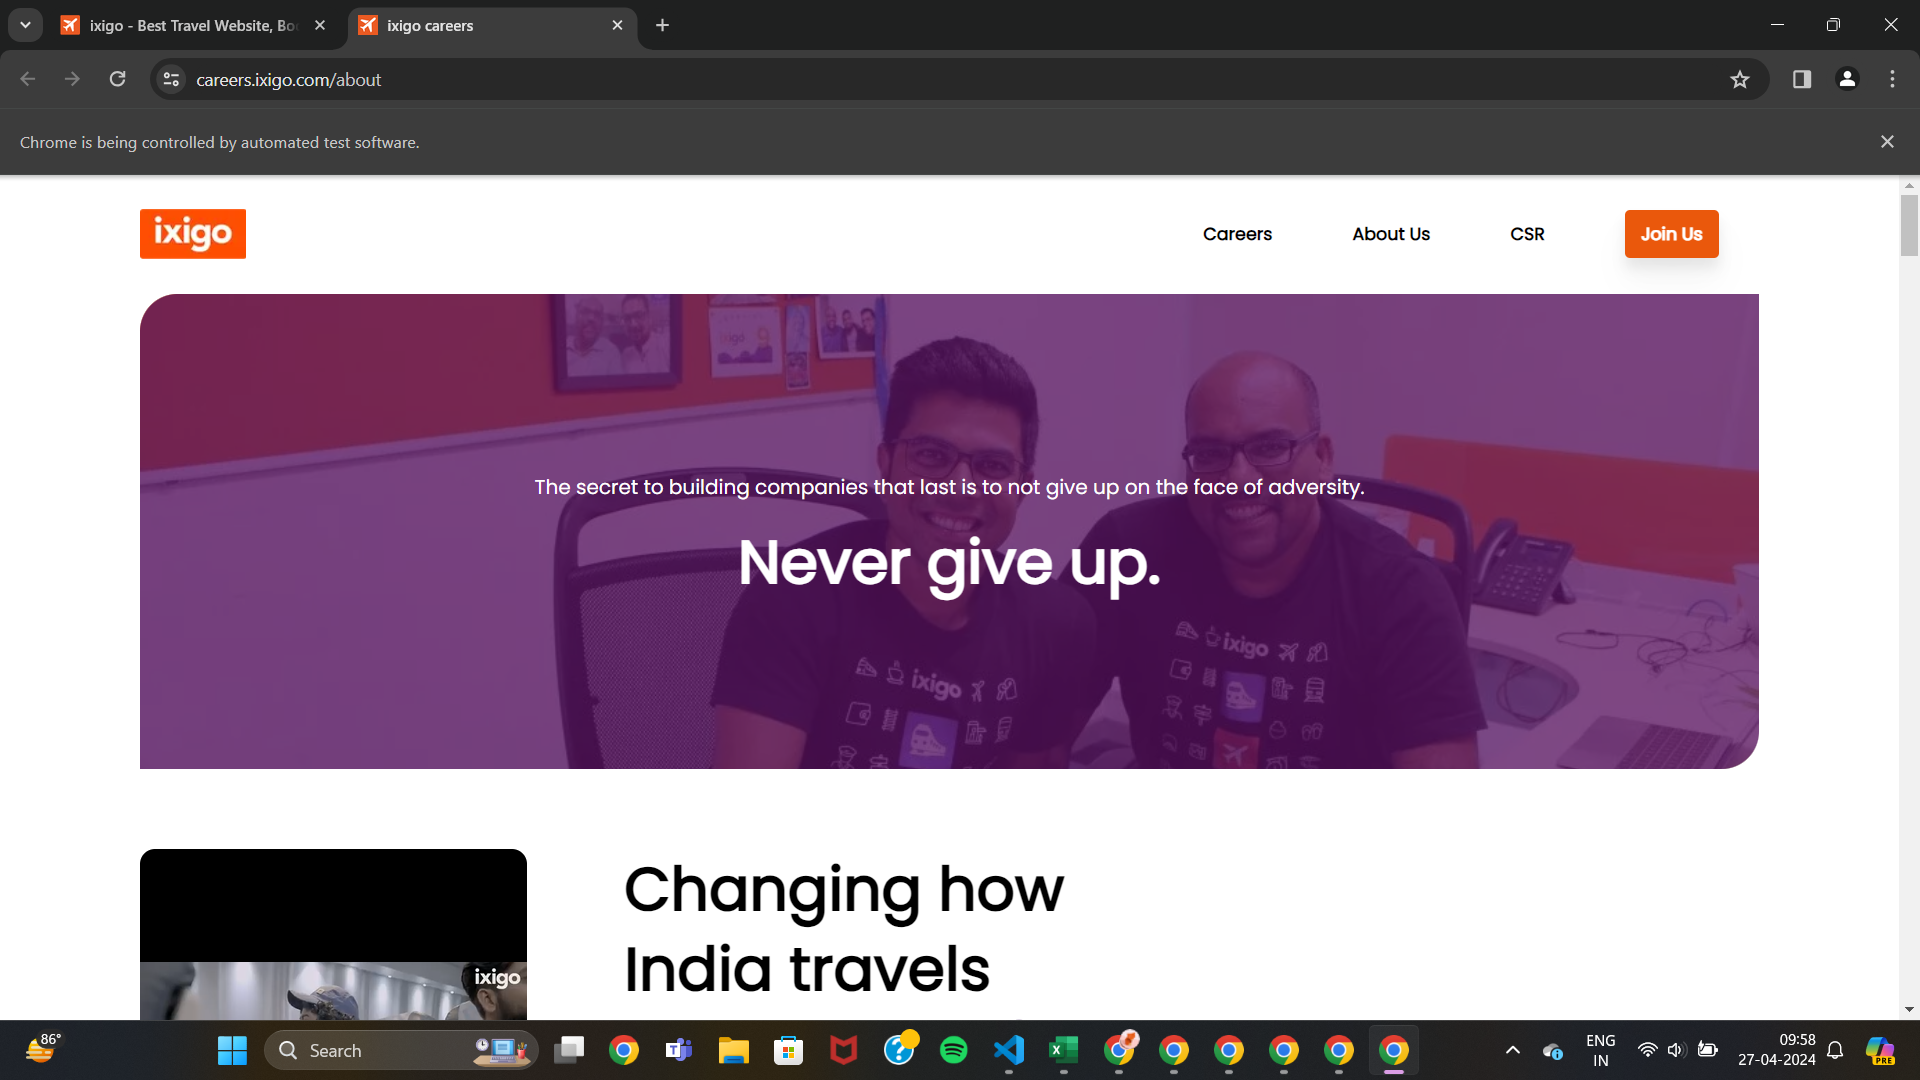 ixigo - Best Travel Website, Bo
ixigo careers
careers.ixigo.com/about
Chrome is being controlled by automated test software.
ixigo
Careers
About Us
CSR
Join Us
The secret to building companies that last is to not give up on the face of adversity.
Never give up.
ixigo
ixigo
Changing how
India travels
ixigo
86°
Search
ENG
IN
09:58
27-04-2024
PRE